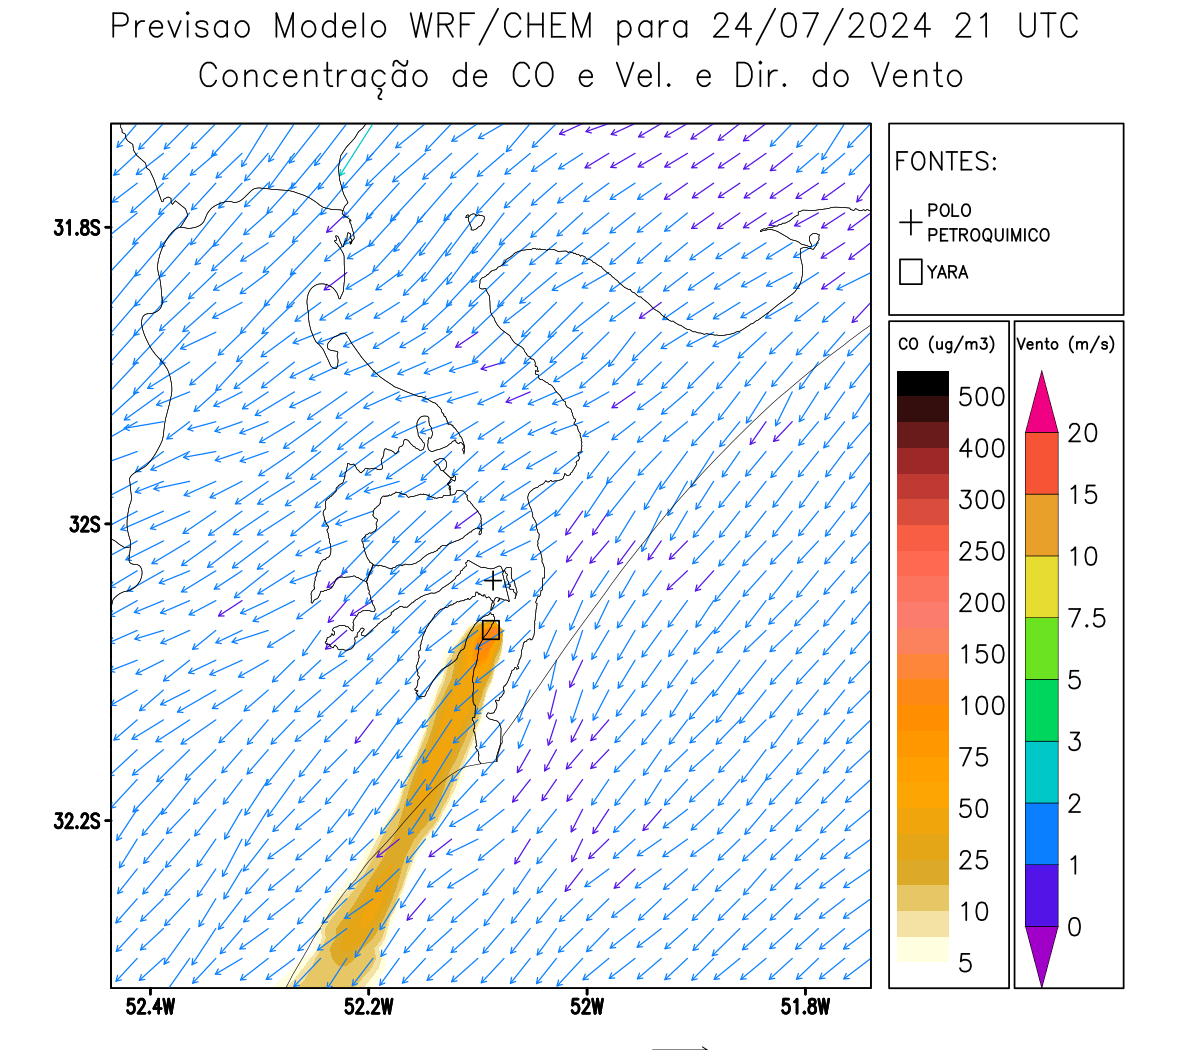 Previsao Modelo WRF/CHEM para 24/07/2024 21 UTC
Concentração de CO e Vel. e Dir. do Vento
FONTES:
POLO
PETROQUIMICO
YARA
CO (ug/m3)
500
400
300
250
200
150
100
75
50
25
10
5
Vento (m/s)
20
15
10
7.5
5
3
2
1
0
31.8S
32S
32.2S
52.4W
52.2W
52W
51.8W